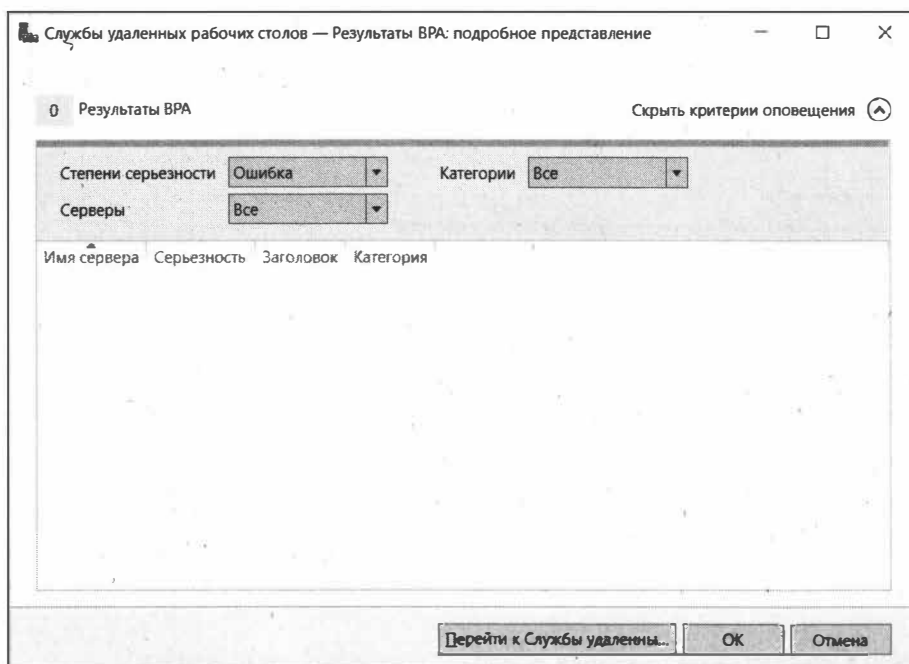 Службы удаленных рабочих столов — Результаты BPA: подробное представление
0 Результаты BPA
Скрыть критерии оповещения
Степени серьезности Ошибка Категории Все
Серверы Все
Имя сервера Серьезность Заголовок Категория
Перейти к Службы удаленны... ОК Отмена